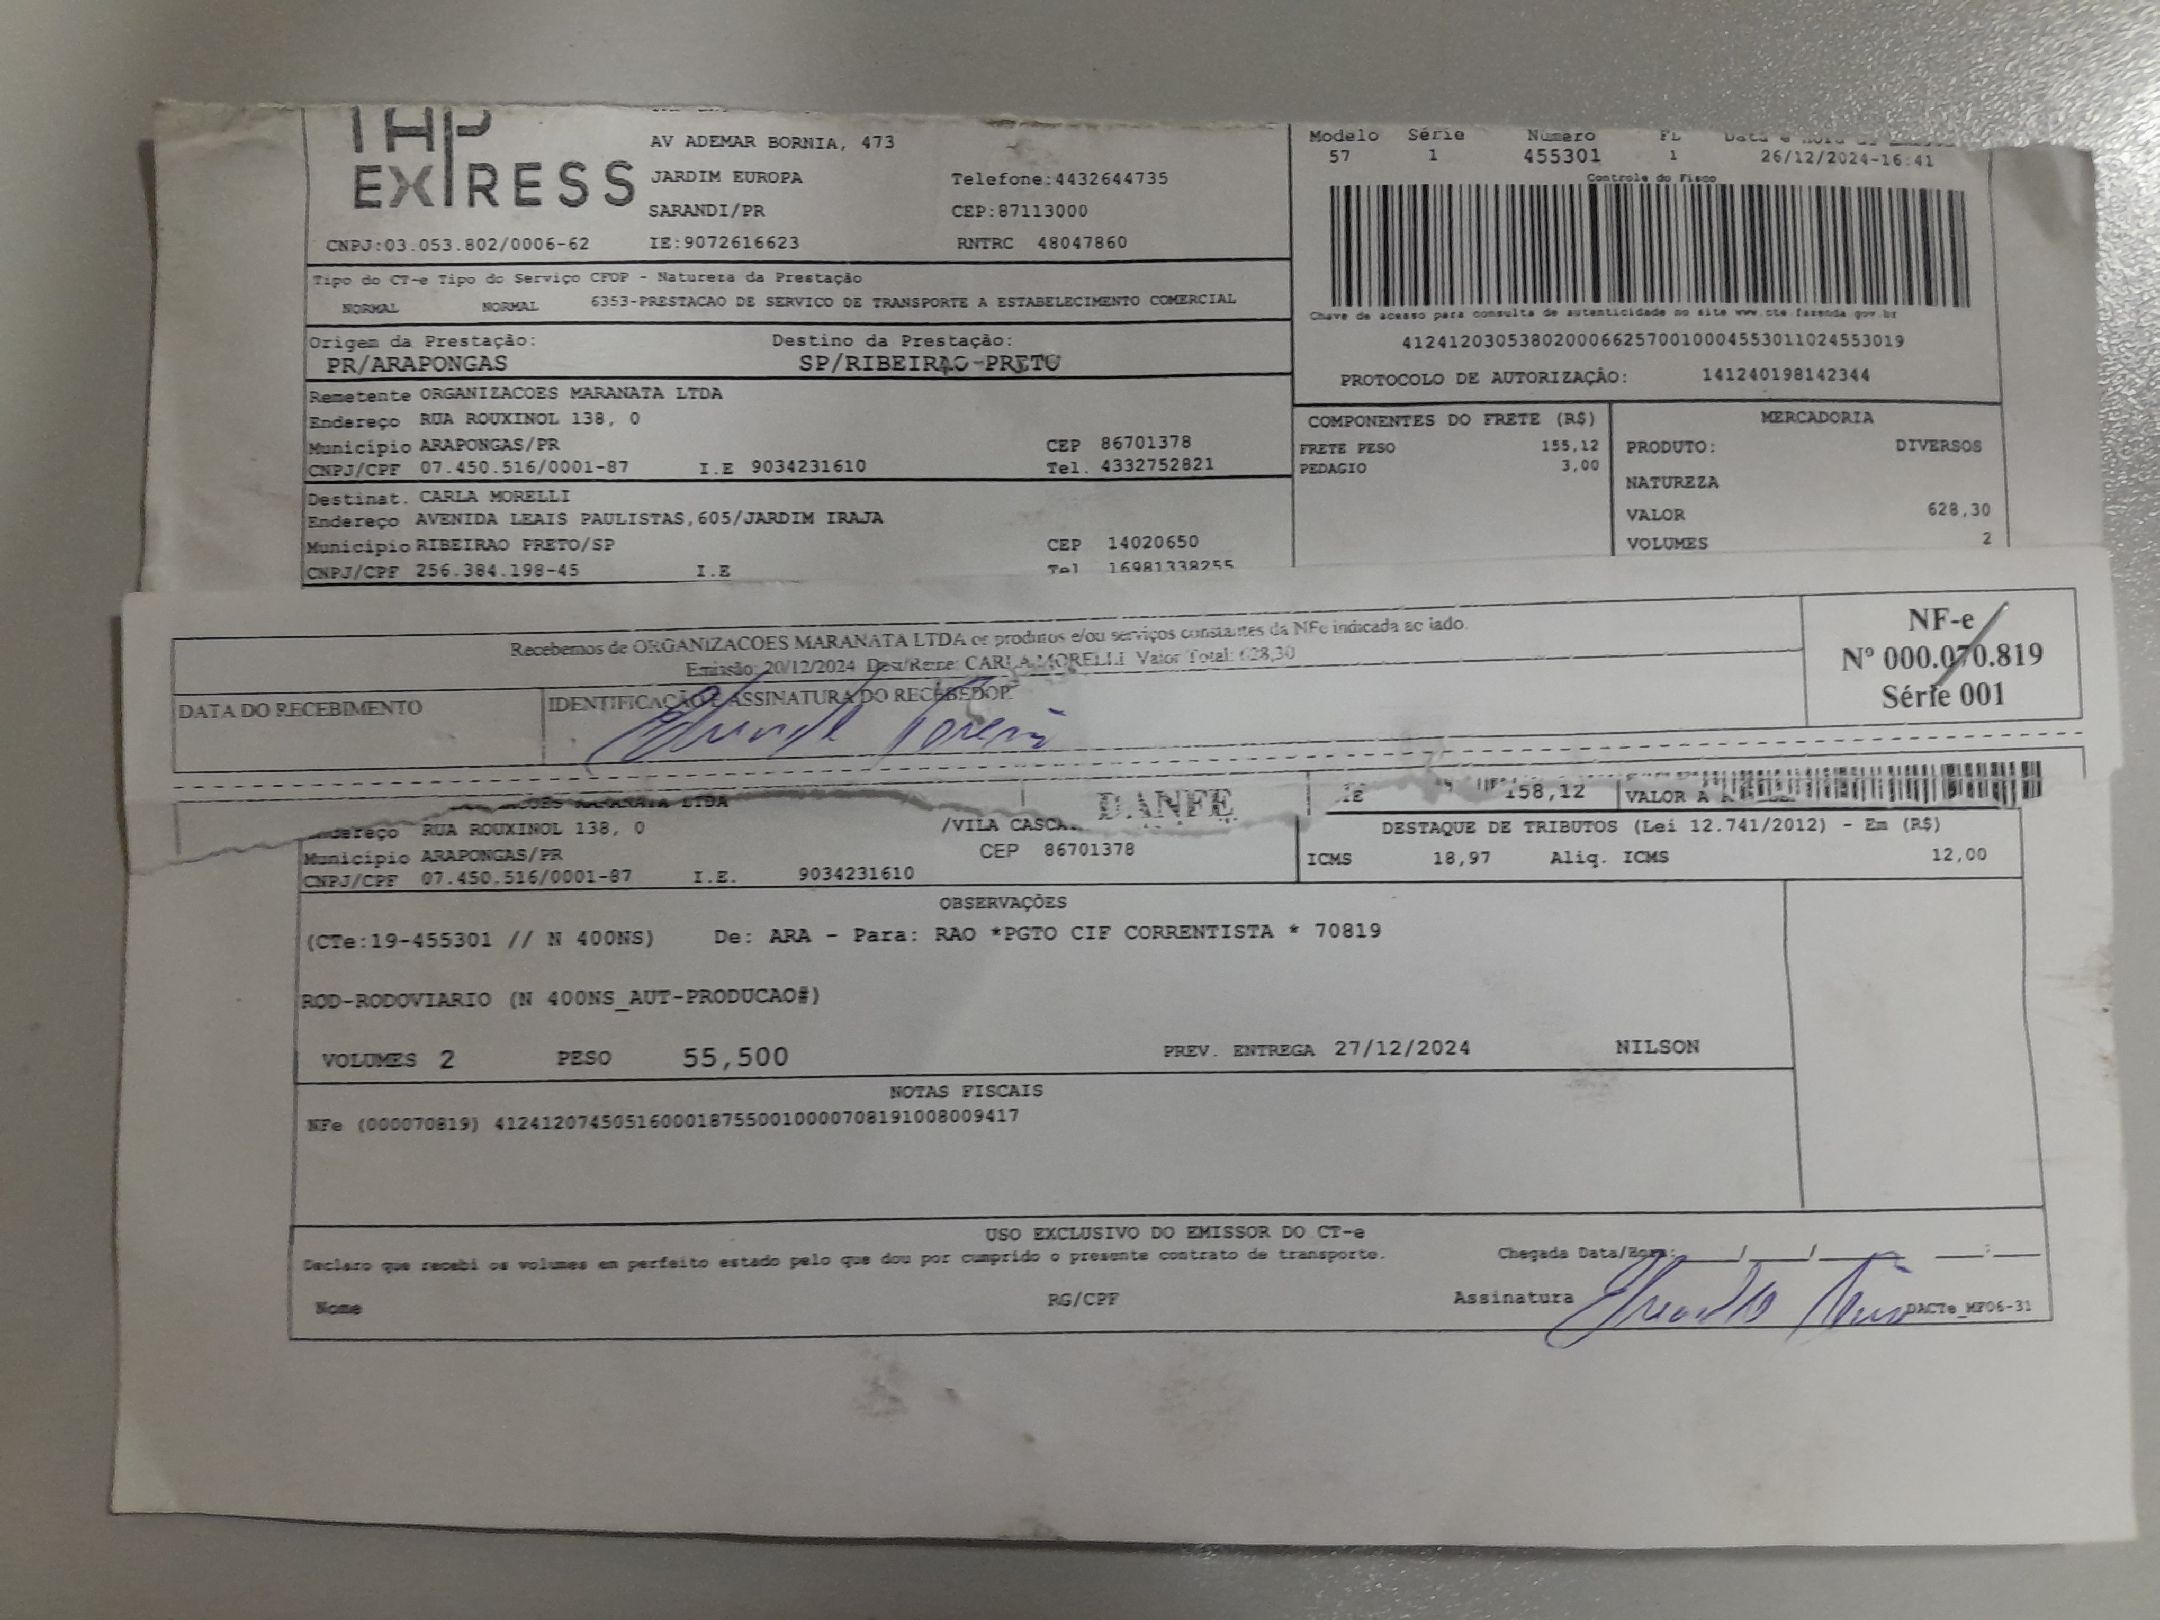 THP
EXPRESS
AV ADEMAR BORNIA, 473
JARDIM EUROPA
Telefone:4432644735
SARANDI/PR
CEP:87113000
CNPJ:03.053.802/0006-62
IE:9072616623
RNTRC 48047860
Modelo Série Número FL
57 1 455301 1 26/12/2024-16:41
Controle do Fisco
Chave de acesso para consulta de autenticidade no site www.cte.fazenda.gov.br
41241203053802000662570010004553011024553019
PROTOCOLO DE AUTORIZAÇÃO: 141240198142344
Tipo do CT-e Tipo do Serviço CFOP - Natureza da Prestação
NORMAL NORMAL 6353-PRESTACAO DE SERVICO DE TRANSPORTE A ESTABELECIMENTO COMERCIAL
Origem da Prestação: Destino da Prestação:
PR/ARAPONGAS SP/RIBEIRAO-PRETO
Remetente ORGANIZACOES MARANATA LTDA
Endereço RUA ROUXINOL 138, 0
Município ARAPONGAS/PR CEP 86701378
CNPJ/CPF 07.450.516/0001-87 I.E 9034231610 Tel. 4332752821
Destinat. CARLA MORELLI
Endereço AVENIDA LEAIS PAULISTAS,605/JARDIM IRAJA
Município RIBEIRAO PRETO/SP CEP 14020650
CNPJ/CPF 256.384.198-45 I.E Tel 16981338255
COMPONENTES DO FRETE (R$)
FRETE PESO 155,12
PEDAGIO 3,00
MERCADORIA
PRODUTO: DIVERSOS
NATUREZA
VALOR 628,30
VOLUMES 2
Recebemos de ORGANIZACOES MARANATA LTDA os produtos e/ou serviços constantes da NFe indicada ao lado.
Emissão: 20/12/2024 Dest/Reme: CARLA MORELLI Valor Total: 628,30
DATA DO RECEBIMENTO
IDENTIFICAÇÃO E ASSINATURA DO RECEBEDOR
NF-e
Nº 000.070.819
Série 001
MARANATA LTDA
DANFE
158,12
VALOR A
Endereço RUA ROUXINOL 138, 0 /VILA
Município ARAPONGAS/PR CEP 86701378
CNPJ/CPF 07.450.516/0001-87 I.E. 9034231610
DESTAQUE DE TRIBUTOS (Lei 12.741/2012) - Em (R$)
ICMS 18,97 Aliq. ICMS 12,00
OBSERVAÇÕES
(CTe:19-455301 // N 400NS) De: ARA - Para: RAO *PGTO CIF CORRENTISTA * 70819
ROD-RODOVIARIO (N 400NS_AUT-PRODUCAO#)
VOLUMES 2 PESO 55,500 PREV. ENTREGA 27/12/2024 NILSON
NOTAS FISCAIS
NFe (000070819) 41241207450516000187550010000708191008009417
USO EXCLUSIVO DO EMISSOR DO CT-e
Declaro que recebi os volumes em perfeito estado pelo que dou por cumprido o presente contrato de transporte.
Chegada Data/Hora: ____/____/____ ___:___
Nome RG/CPF Assinatura
DACTe_MF06-31